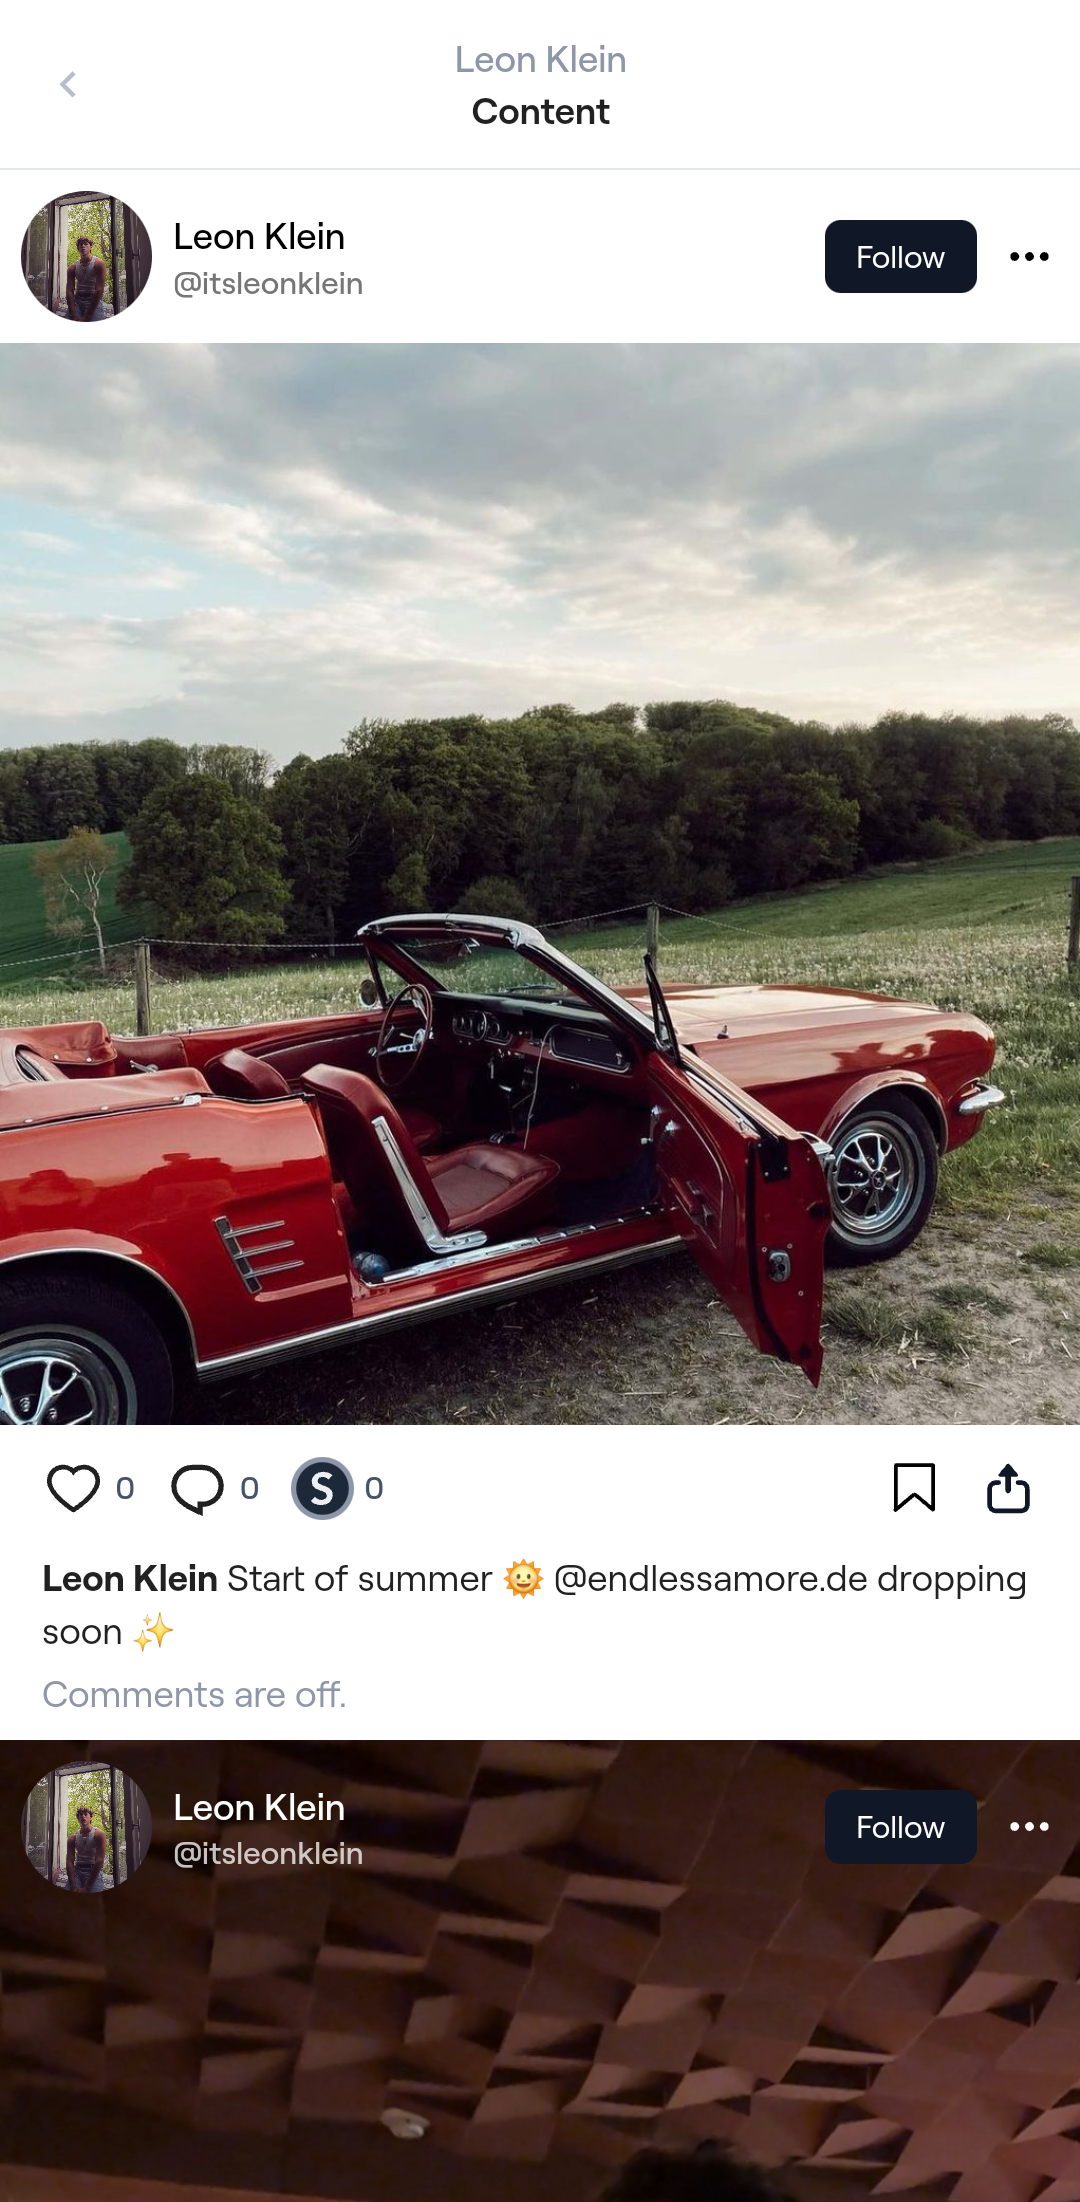 Leon Klein
Content
Leon Klein
@itsleonklein
Follow
0
0
S
0
Leon Klein Start of summer 🌞 @endlessamore.de dropping
soon ✨
Comments are off.
Leon Klein
@itsleonklein
Follow